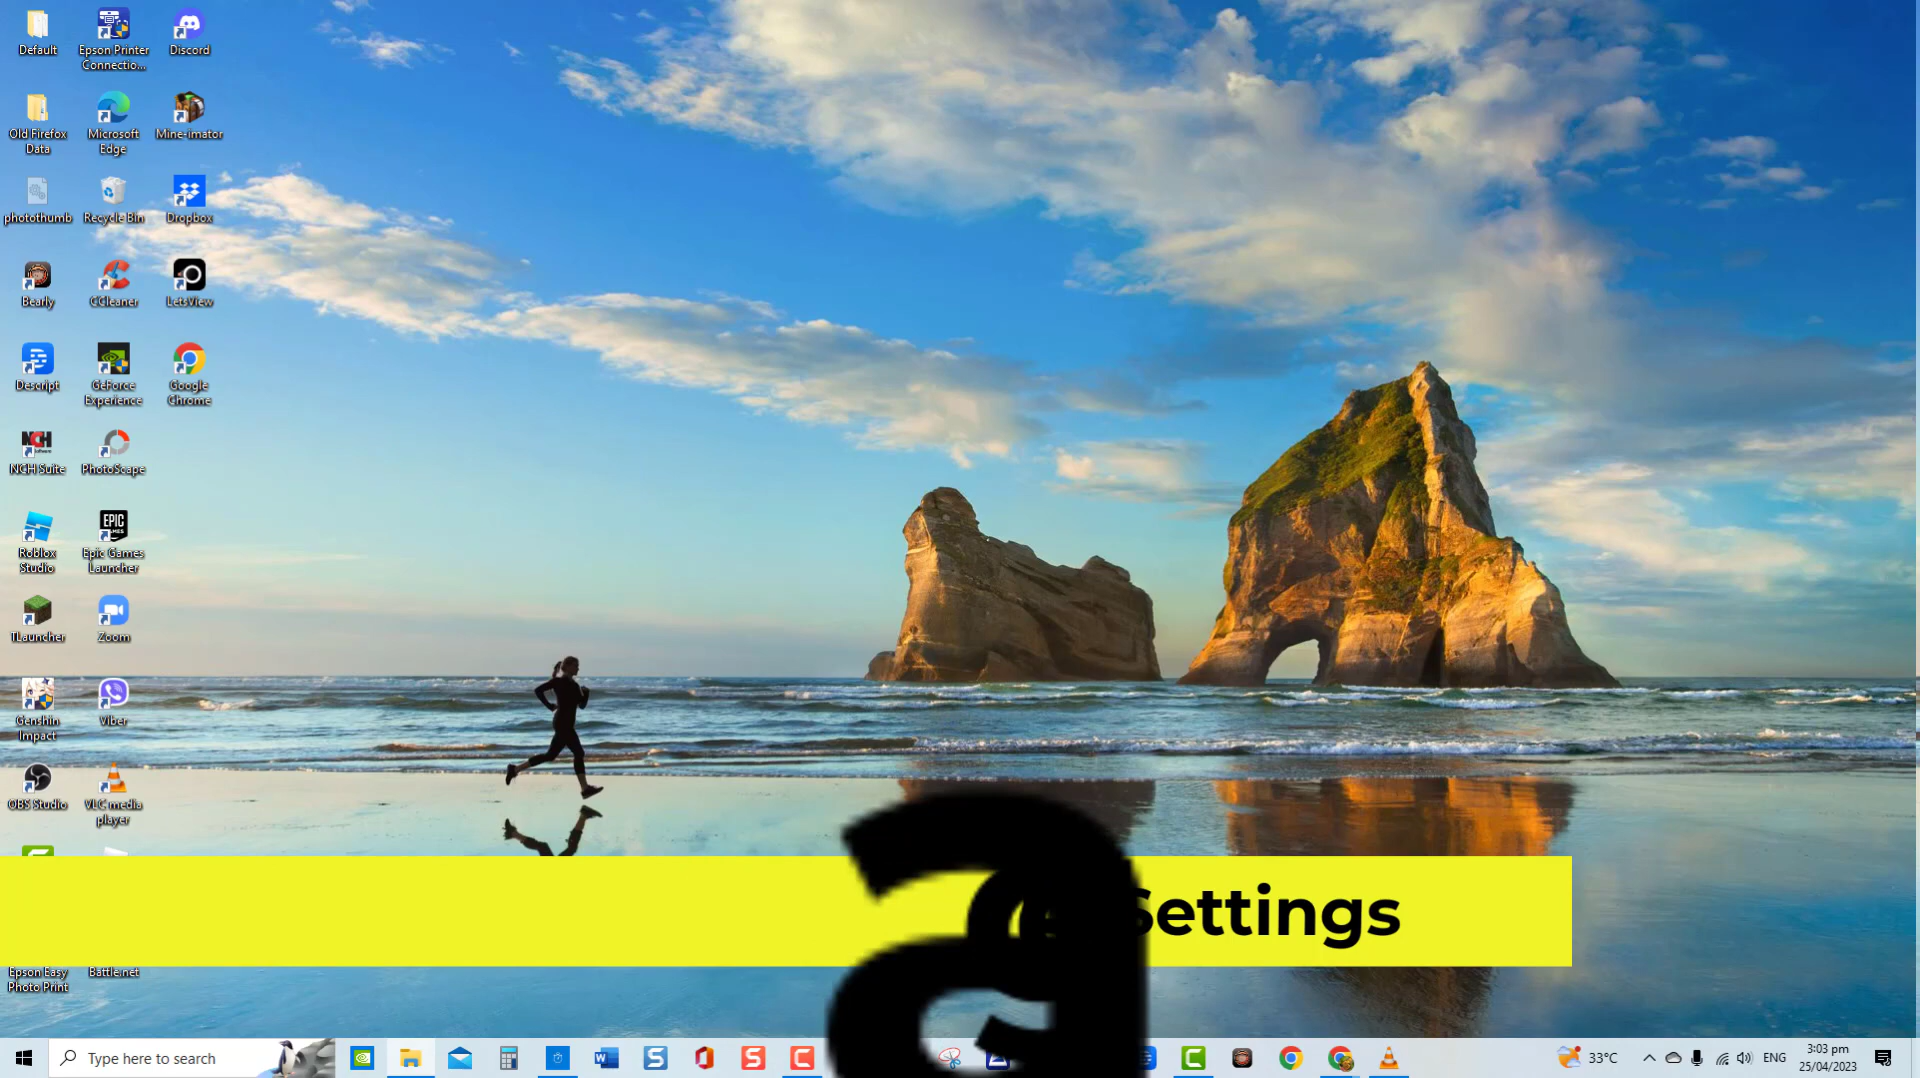 Default
Epson Printer
Connectio...
Discord
Old Firefox
Data
Microsoft
Edge
Mine-imator
photothumb
Recycle Bin
Dropbox
Bearly
CCleaner
LetsView
Descript
GeForce
Experience
Google
Chrome
NCH
NCH Suite
PhotoScape
Roblox
Studio
EPIC
GAMES
Epic Games
Launcher
TLauncher
Zoom
Genshin
Impact
Viber
OBS Studio
VLC media
player
a
Settings
Epson Easy
Photo Print
Battle.net
Type here to search
33°C
ENG
3:03 pm
25/04/2023